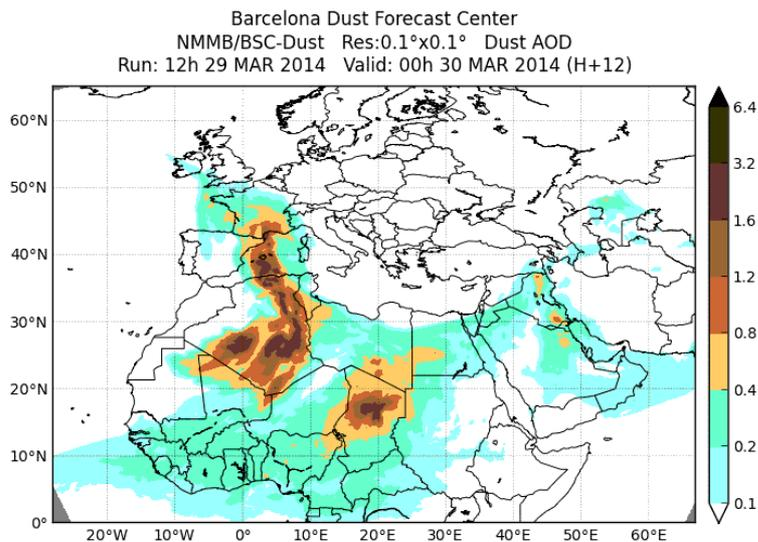 Barcelona Dust Forecast Center
NMMB/BSC-Dust   Res:0.1°x0.1°   Dust AOD
Run: 12h 29 MAR 2014   Valid: 00h 30 MAR 2014 (H+12)
60°N
50°N
40°N
30°N
20°N
10°N
0°
20°W 10°W 0° 10°E 20°E 30°E 40°E 50°E 60°E
6.4
3.2
1.6
1.2
0.8
0.4
0.2
0.1